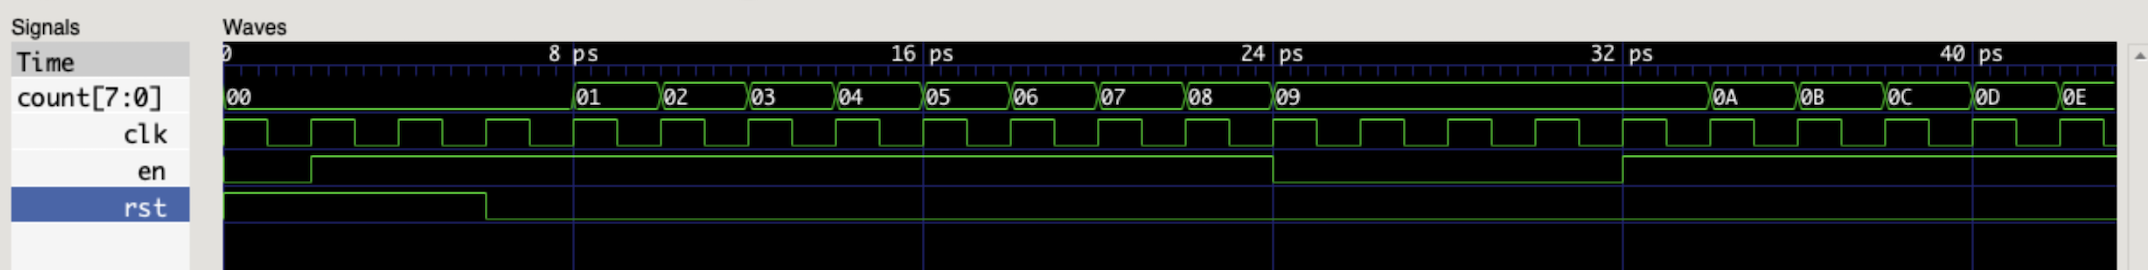 Signals
Waves
Time
0 8 ps 16 ps 24 ps 32 ps 40 ps
count[7:0]
00 01 02 03 04 05 06 07 08 09 0A 0B 0C 0D 0E
clk
en
rst